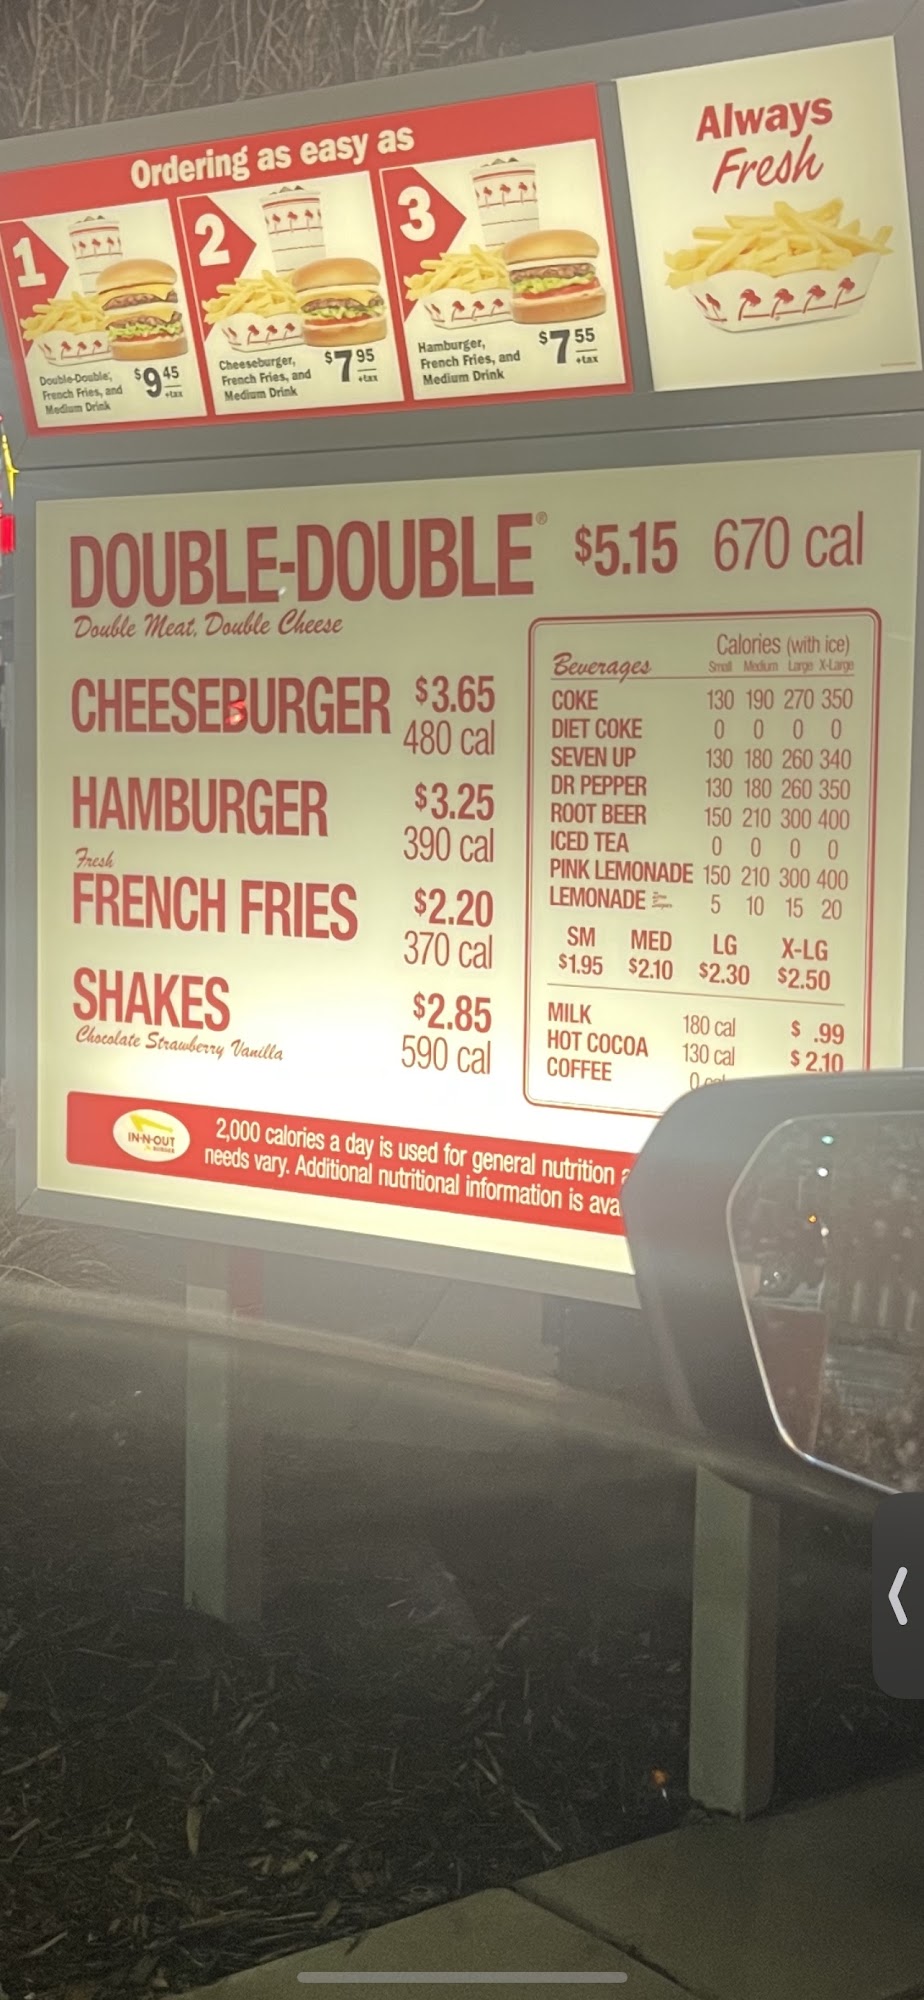 Ordering as easy as
1
Double-Double,
French Fries, and
Medium Drink
$9 45
+tax
2
Cheeseburger,
French Fries, and
Medium Drink
$7 95
+tax
3
Hamburger,
French Fries, and
Medium Drink
$7 55
+tax
Always
Fresh
DOUBLE-DOUBLE® $5.15 670 cal
Double Meat, Double Cheese
CHEESEBURGER $3.65
480 cal
HAMBURGER $3.25
390 cal
Fresh
FRENCH FRIES $2.20
370 cal
SHAKES $2.85
Chocolate Strawberry Vanilla
590 cal
Calories (with ice)
Beverages Small Medium Large X-Large
COKE 130 190 270 350
DIET COKE 0 0 0 0
SEVEN UP 130 180 260 340
DR PEPPER 130 180 260 350
ROOT BEER 150 210 300 400
ICED TEA 0 0 0 0
PINK LEMONADE 150 210 300 400
LEMONADE 5 10 15 20
SM MED LG X-LG
$1.95 $2.10 $2.30 $2.50
MILK 180 cal $ .99
HOT COCOA 130 cal $2.10
COFFEE 0 cal
IN-N-OUT
BURGER
2,000 calories a day is used for general nutrition
needs vary. Additional nutritional information is